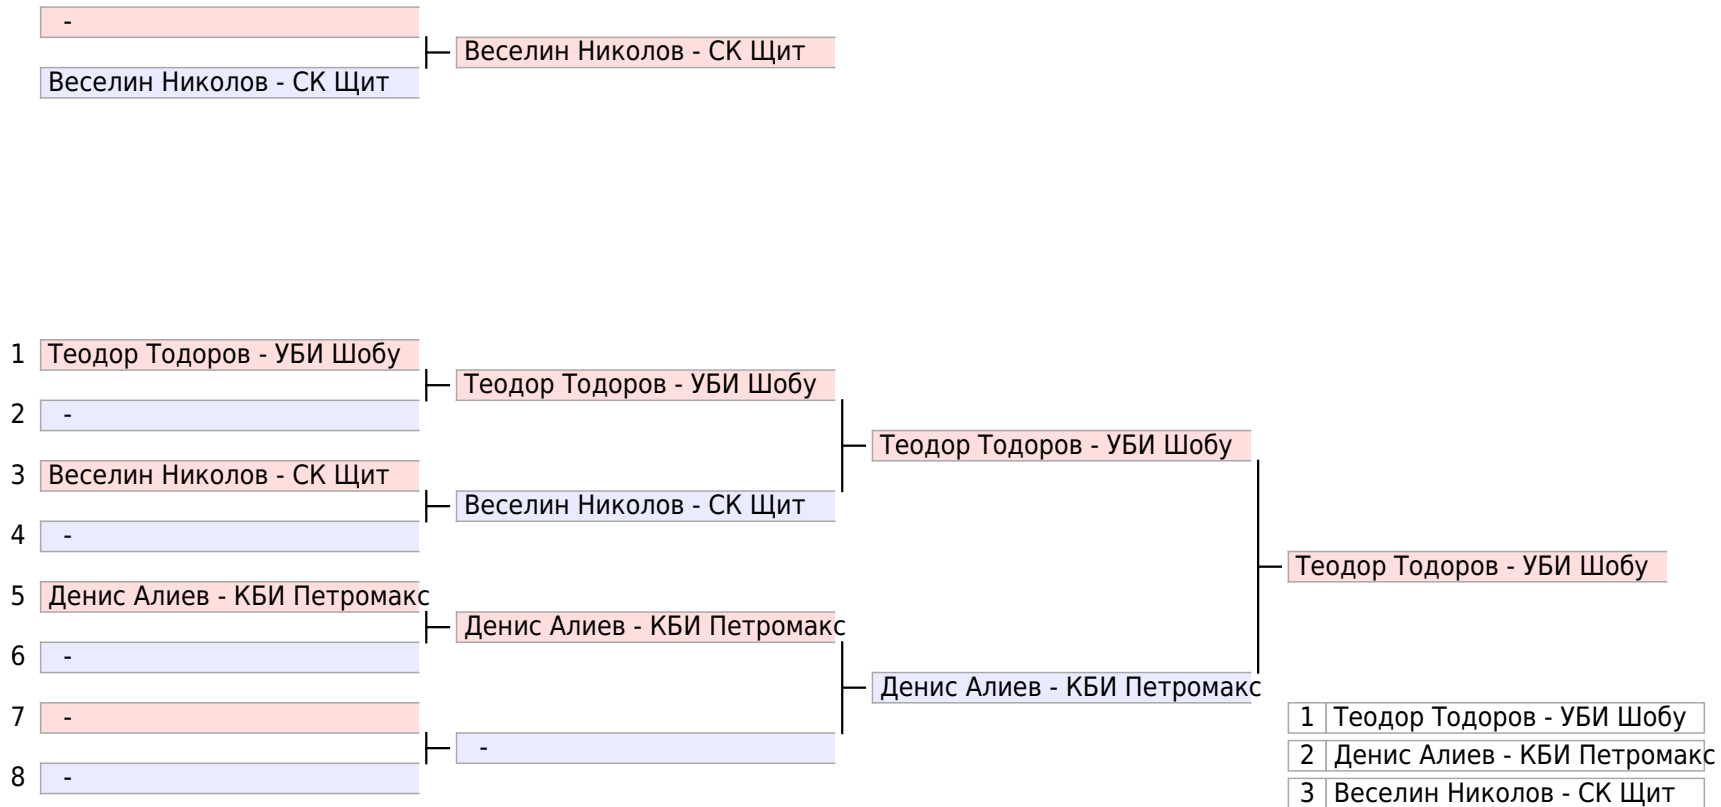 -
Веселин Николов - СК Щит
Веселин Николов - СК Щит
1 Теодор Тодоров - УБИ Шобу
Теодор Тодоров - УБИ Шобу
2 -
Теодор Тодоров - УБИ Шобу
3 Веселин Николов - СК Щит
Веселин Николов - СК Щит
4 -
Теодор Тодоров - УБИ Шобу
5 Денис Алиев - КБИ Петромакс
Денис Алиев - КБИ Петромакс
6 -
Денис Алиев - КБИ Петромакс
7 -
-
8 -
1 Теодор Тодоров - УБИ Шобу
2 Денис Алиев - КБИ Петромакс
3 Веселин Николов - СК Щит